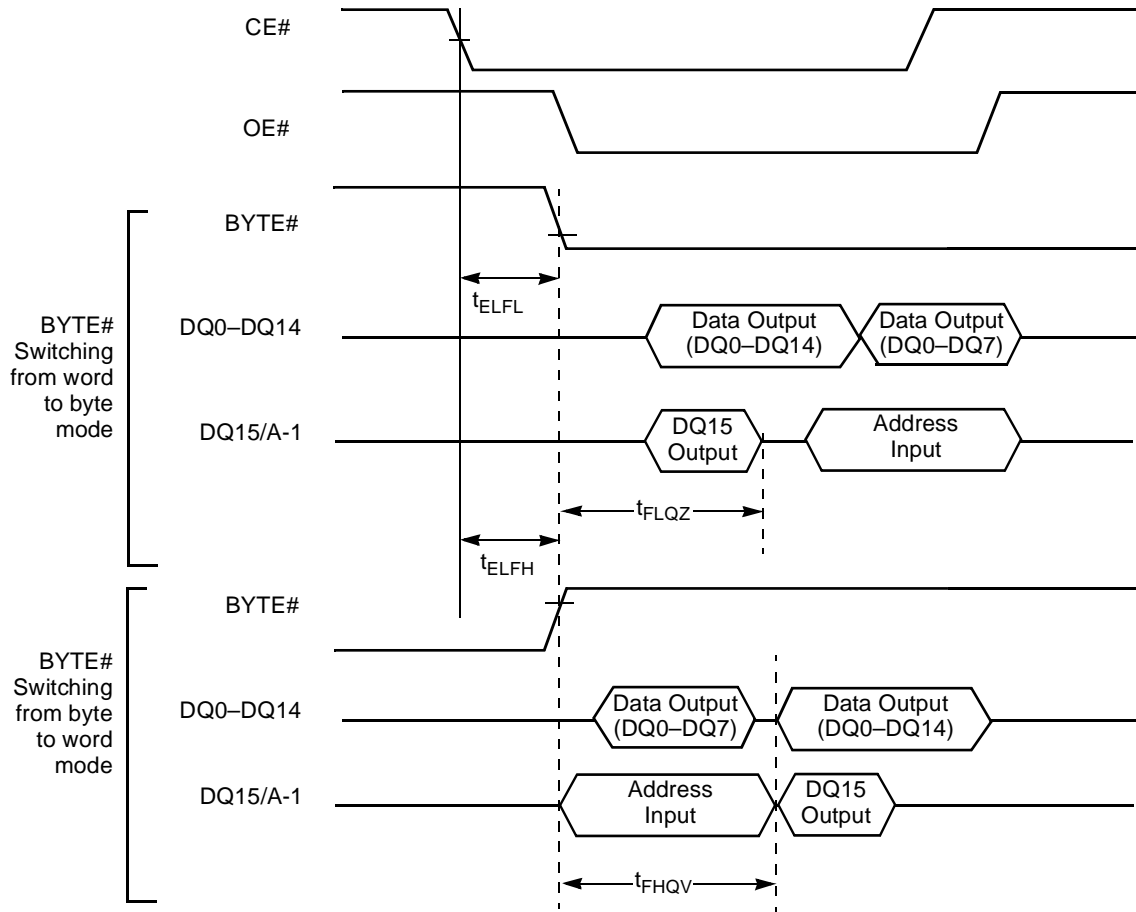 CE#
OE#
BYTE#
Switching
from word
to byte
mode
BYTE#
tELFL
DQ0–DQ14
Data Output
(DQ0–DQ14)
Data Output
(DQ0–DQ7)
DQ15/A-1
DQ15
Output
Address
Input
tFLQZ
tELFH
BYTE#
Switching
from byte
to word
mode
BYTE#
DQ0–DQ14
Data Output
(DQ0–DQ7)
Data Output
(DQ0–DQ14)
DQ15/A-1
Address
Input
DQ15
Output
tFHQV